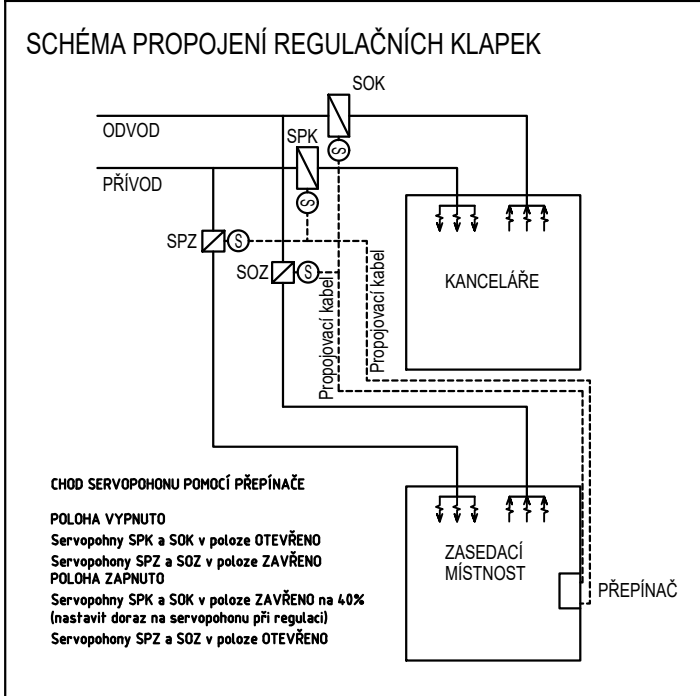 SCHÉMA PROPOJENÍ REGULAČNÍCH KLAPEK
SOK
ODVOD
SPK
S
PŘÍVOD
S
SPZ
S
SOZ
S
KANCELÁŘE
Propojovací kabel
Propojovací kabel
CHOD SERVOPOHONU POMOCÍ PŘEPÍNAČE
POLOHA VYPNUTO
Servopohny SPK a SOK v poloze OTEVŘENO
Servopohony SPZ a SOZ v poloze ZAVŘENO
POLOHA ZAPNUTO
Servopohny SPK a SOK v poloze ZAVŘENO na 40%
(nastavit doraz na servopohonu při regulaci)
Servopohony SPZ a SOZ v poloze OTEVŘENO
ZASEDACÍ
MÍSTNOST
PŘEPÍNAČ